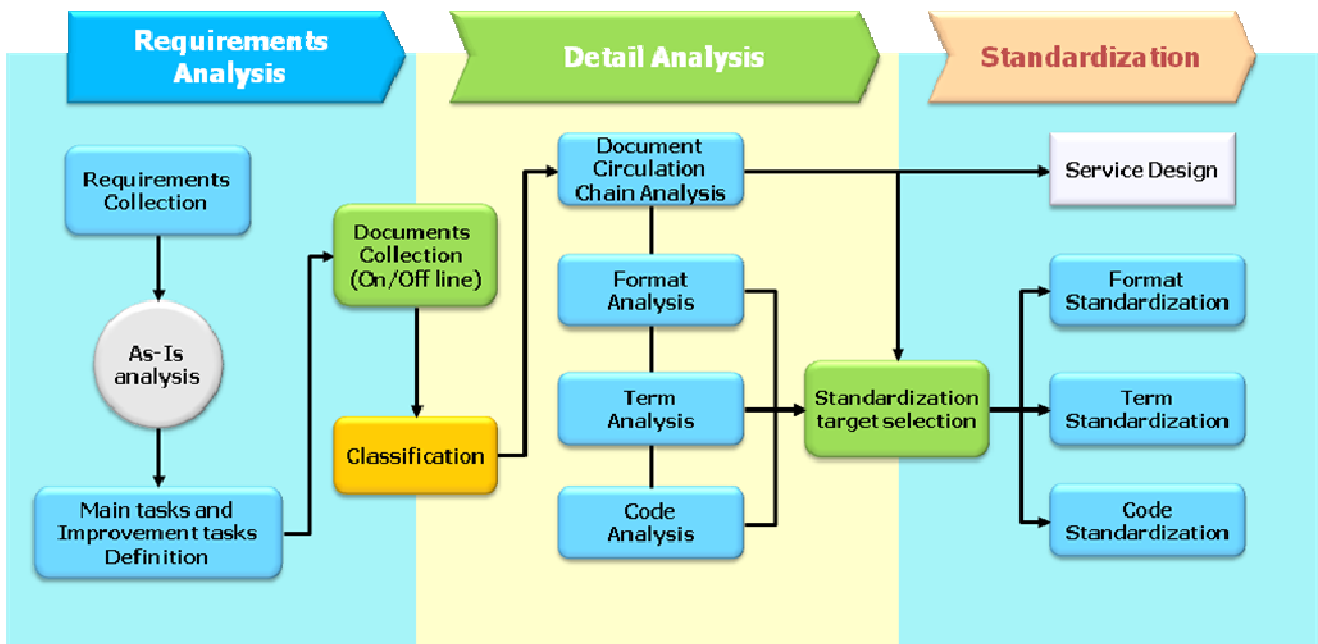 Requirements
Analysis
Detail Analysis
Standardization
Requirements
Collection
As-Is
analysis
Main tasks and
Improvement tasks
Definition
Documents
Collection
(On/Off line)
Classification
Document
Circulation
Chain Analysis
Format
Analysis
Term
Analysis
Code
Analysis
Standardization
target selection
Service Design
Format
Standardization
Term
Standardization
Code
Standardization